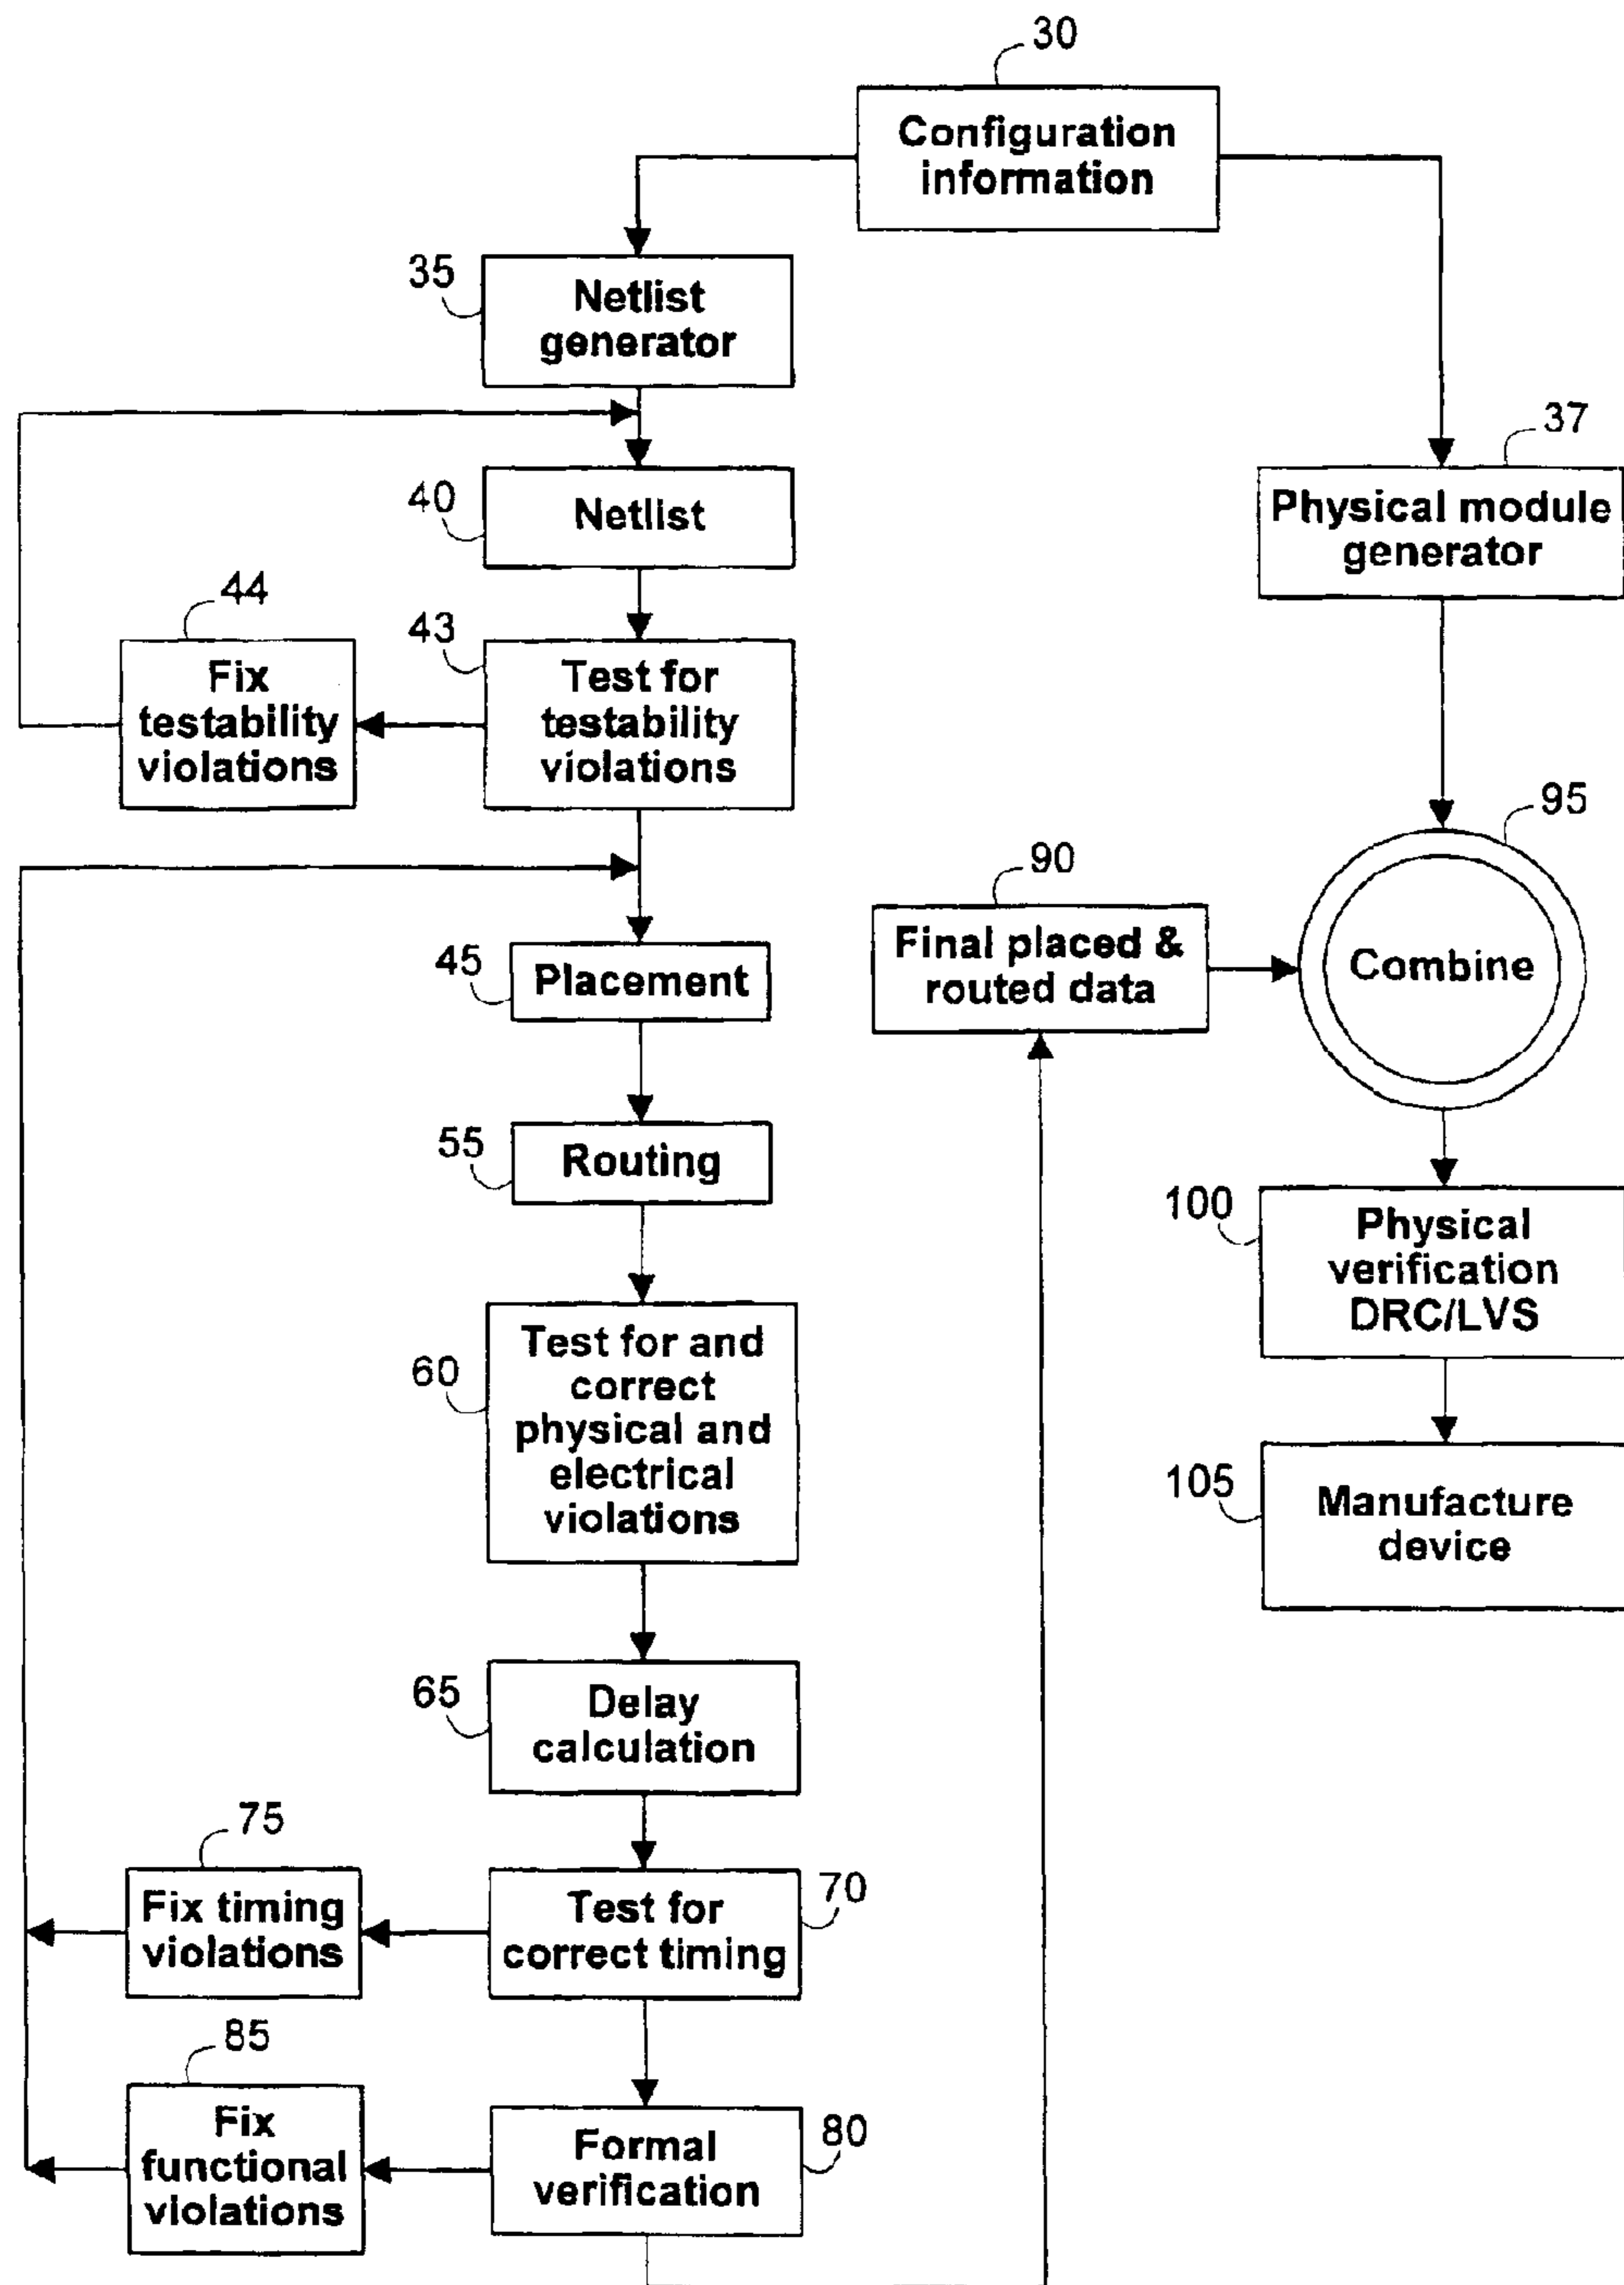 30
Configuration
information
35
Netlist
generator
37
Physical module
generator
40
Netlist
44
Fix
testability
violations
43
Test for
testability
violations
95
Combine
90
Final placed &
routed data
45
Placement
55
Routing
100
Physical
verification
DRC/LVS
60
Test for and
correct
physical and
electrical
violations
105
Manufacture
device
65
Delay
calculation
75
Fix timing
violations
70
Test for
correct timing
85
Fix
functional
violations
80
Formal
verification